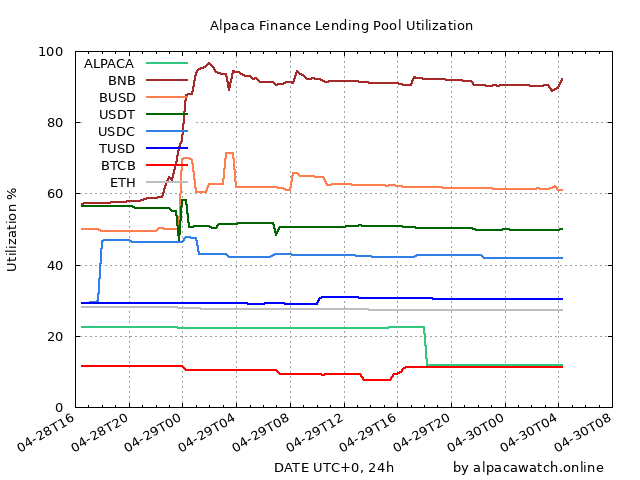 Alpaca Finance Lending Pool Utilization
100
80
60
40
20
0
Utilization %
ALPACA
BNB
BUSD
USDT
USDC
TUSD
BTCB
ETH
04-28T16
04-28T20
04-29T00
04-29T04
04-29T08
04-29T12
04-29T16
04-29T20
04-30T00
04-30T04
04-30T08
DATE UTC+0, 24h
by alpacawatch.online